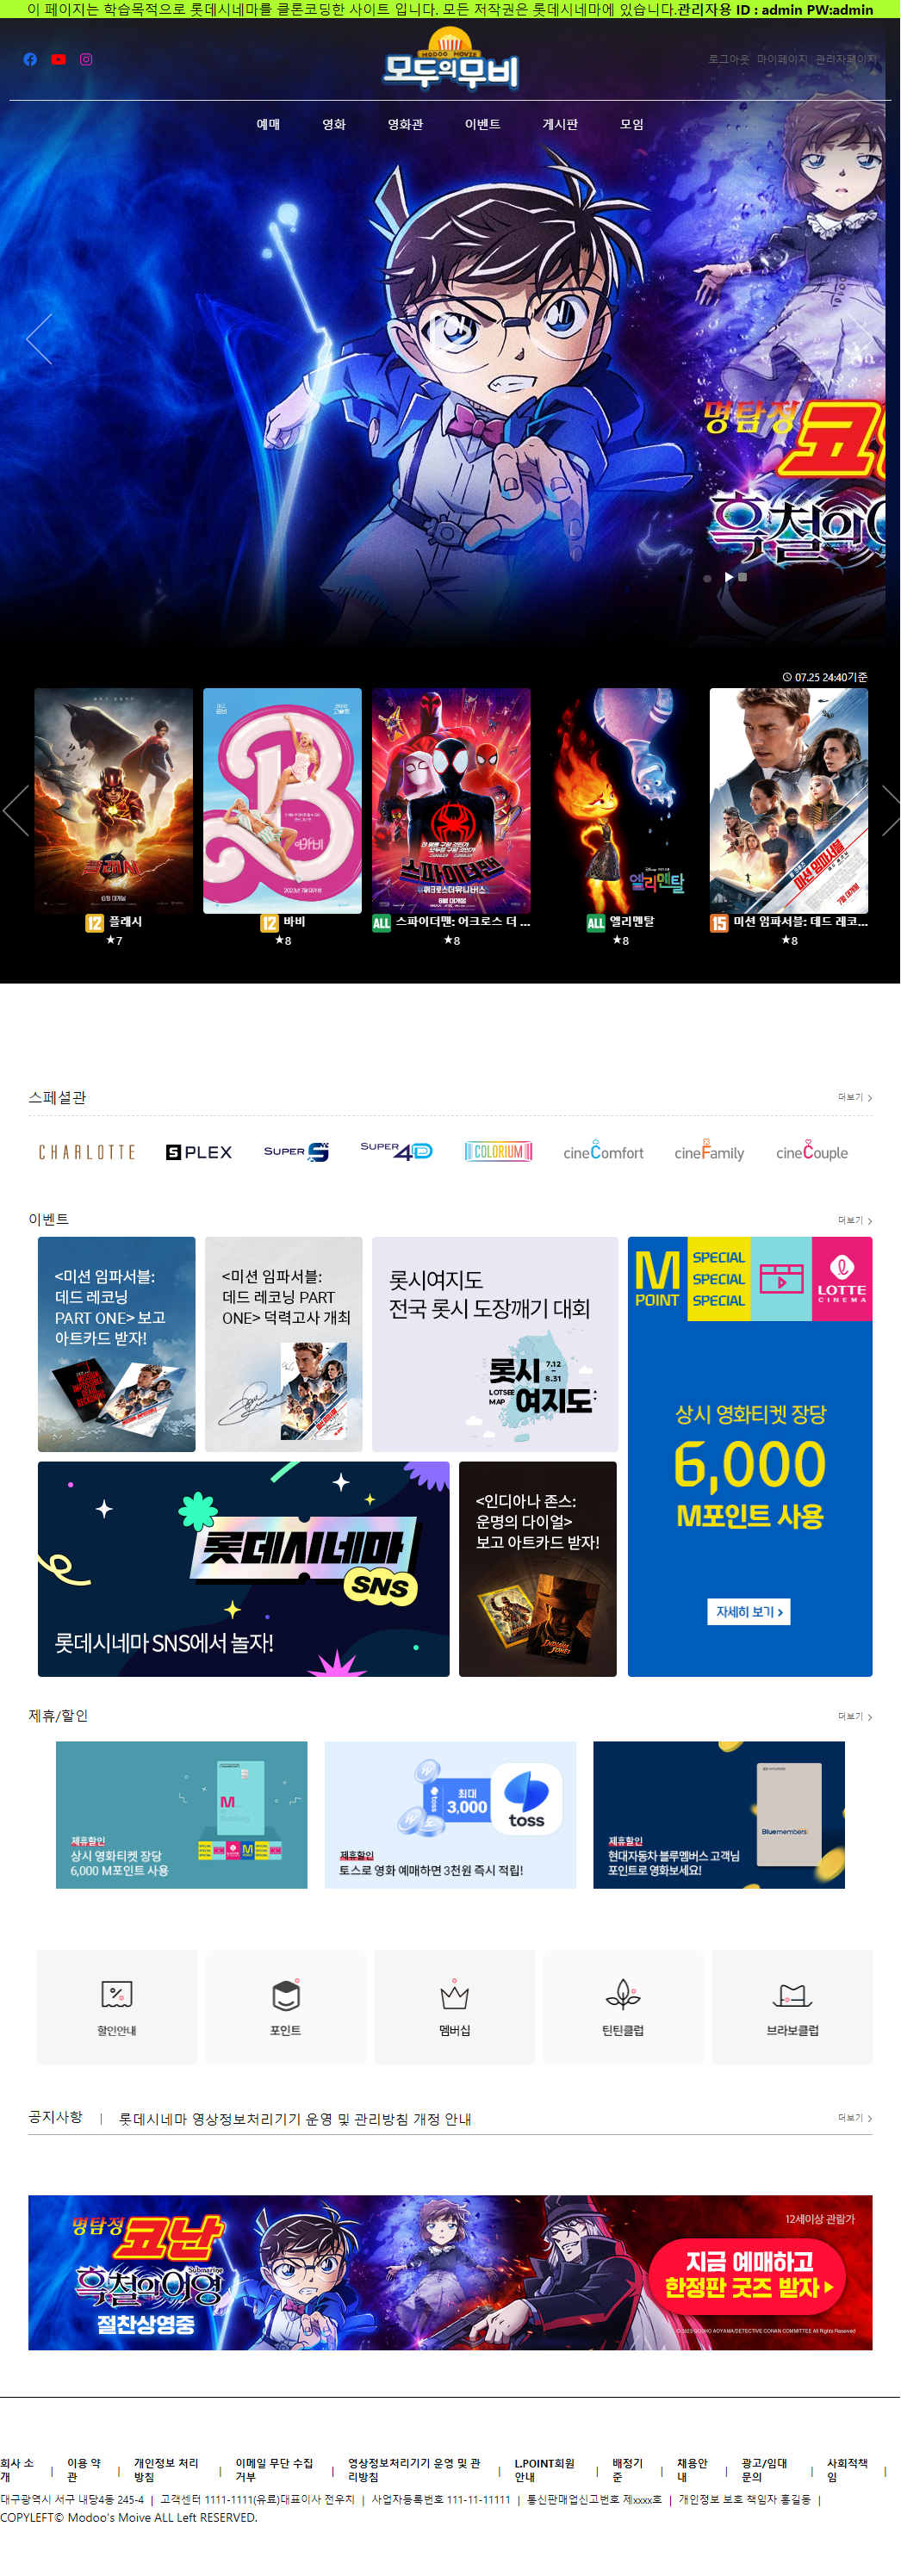 이 페이지는 학습목적으로 롯데시네마를 클론코딩한 사이트 입니다. 모든 저작권은 롯데시네마에 있습니다.관리자용 ID : admin PW:admin
MODOO MOVIE
모두의무비
로그아웃 마이페이지 관리자페이지
예매 영화 영화관 이벤트 게시판 모임
명탐정
07.25 24:40기준
플래시
바비
스파이더맨
엘리멘탈
미션 임파서블
12 플래시
★7
12 바비
★8
ALL 스파이더맨: 어크로스 더 ...
★8
ALL 엘리멘탈
★8
15 미션 임파서블: 데드 레코...
★8
스페셜관
더보기
CHARLOTTE
S PLEX
SUPER S
SUPER 4D
COLORIUM
cineComfort
cineFamily
cineCouple
이벤트
더보기
<미션 임파서블:
데드 레코닝
PART ONE> 보고
아트카드 받자!
<미션 임파서블:
데드 레코닝 PART
ONE> 덕력고사 개최
롯시여지도
전국 롯시 도장깨기 대회
롯시
7.12 -
8.31
LOTSEE
MAP
여지도
M
POINT
SPECIAL
SPECIAL
SPECIAL
LOTTE
CINEMA
상시 영화티켓 장당
6,000
M포인트 사용
자세히 보기 >
롯데시네마
SNS
롯데시네마 SNS에서 놀자!
<인디아나 존스:
운명의 다이얼>
보고 아트카드 받자!
INDIANA
JONES
제휴/할인
더보기
제휴할인
상시 영화티켓 장당
6,000 M포인트 사용
최대
3,000
toss
제휴할인
토스로 영화 예매하면 3천원 즉시 적립!
Bluemembers
제휴할인
현대자동차 블루멤버스 고객님
포인트로 영화보세요!
할인안내
포인트
멤버십
틴틴클럽
브라보클럽
공지사항 | 롯데시네마 영상정보처리기기 운영 및 관리방침 개정 안내
더보기
명탐정
코난
Submarine
흑철의 어영
절찬상영중
12세이상 관람가
지금 예매하고
한정판 굿즈 받자
회사 소개 |
이용 약관 |
개인정보 처리방침 |
이메일 무단 수집거부 |
영상정보처리기기 운영 및 관리방침 |
L.POINT회원안내 |
배정기준 |
채용안내 |
광고/임대문의 |
사회적책임 |
대구광역시 서구 내당4동 245-4 | 고객센터 1111-1111(유료)대표이사 전우치 | 사업자등록번호 111-11-11111 | 통신판매업신고번호 제xxxx호 | 개인정보 보호 책임자 홍길동 |
COPYLEFT© Modoo's Moive ALL Left RESERVED.